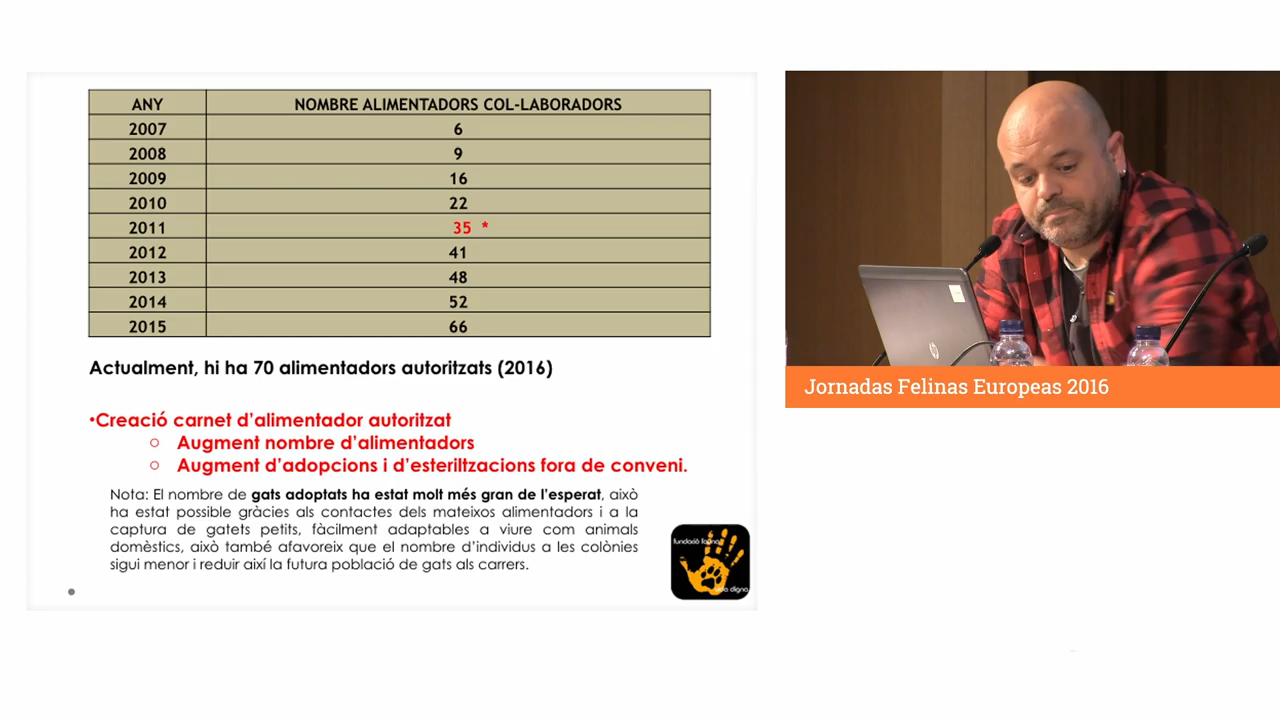 ANY NOMBRE ALIMENTADORS COL-LABORADORS
2007 6
2008 9
2009 16
2010 22
2011 35 *
2012 41
2013 48
2014 52
2015 66
Actualment, hi ha 70 alimentadors autoritzats (2016)
•Creació carnet d’alimentador autoritzat
○ Augment nombre d’alimentadors
○ Augment d’adopcions i d’esteriltzacions fora de conveni.
Nota: El nombre de gats adoptats ha estat molt més gran de l’esperat, això
ha estat possible gràcies als contactes dels mateixos alimentadors i a la
captura de gatets petits, fàcilment adaptables a viure com animals
domèstics, això també afavoreix que el nombre d’individus a les colònies
sigui menor i reduir així la futura població de gats als carrers.
fundació
digna
Jornadas Felinas Europeas 2016